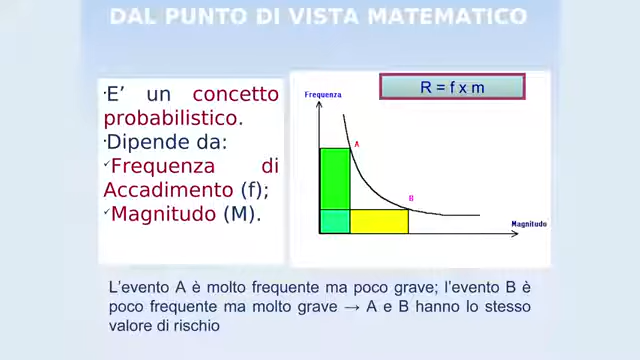 DAL PUNTO DI VISTA MATEMATICO
·E’ un concetto
probabilistico.
·Dipende da:
✓Frequenza di
Accadimento (f);
✓Magnitudo (M).
R = f x m
Frequenza
A
B
Magnitudo
L’evento A è molto frequente ma poco grave; l’evento B è
poco frequente ma molto grave → A e B hanno lo stesso
valore di rischio